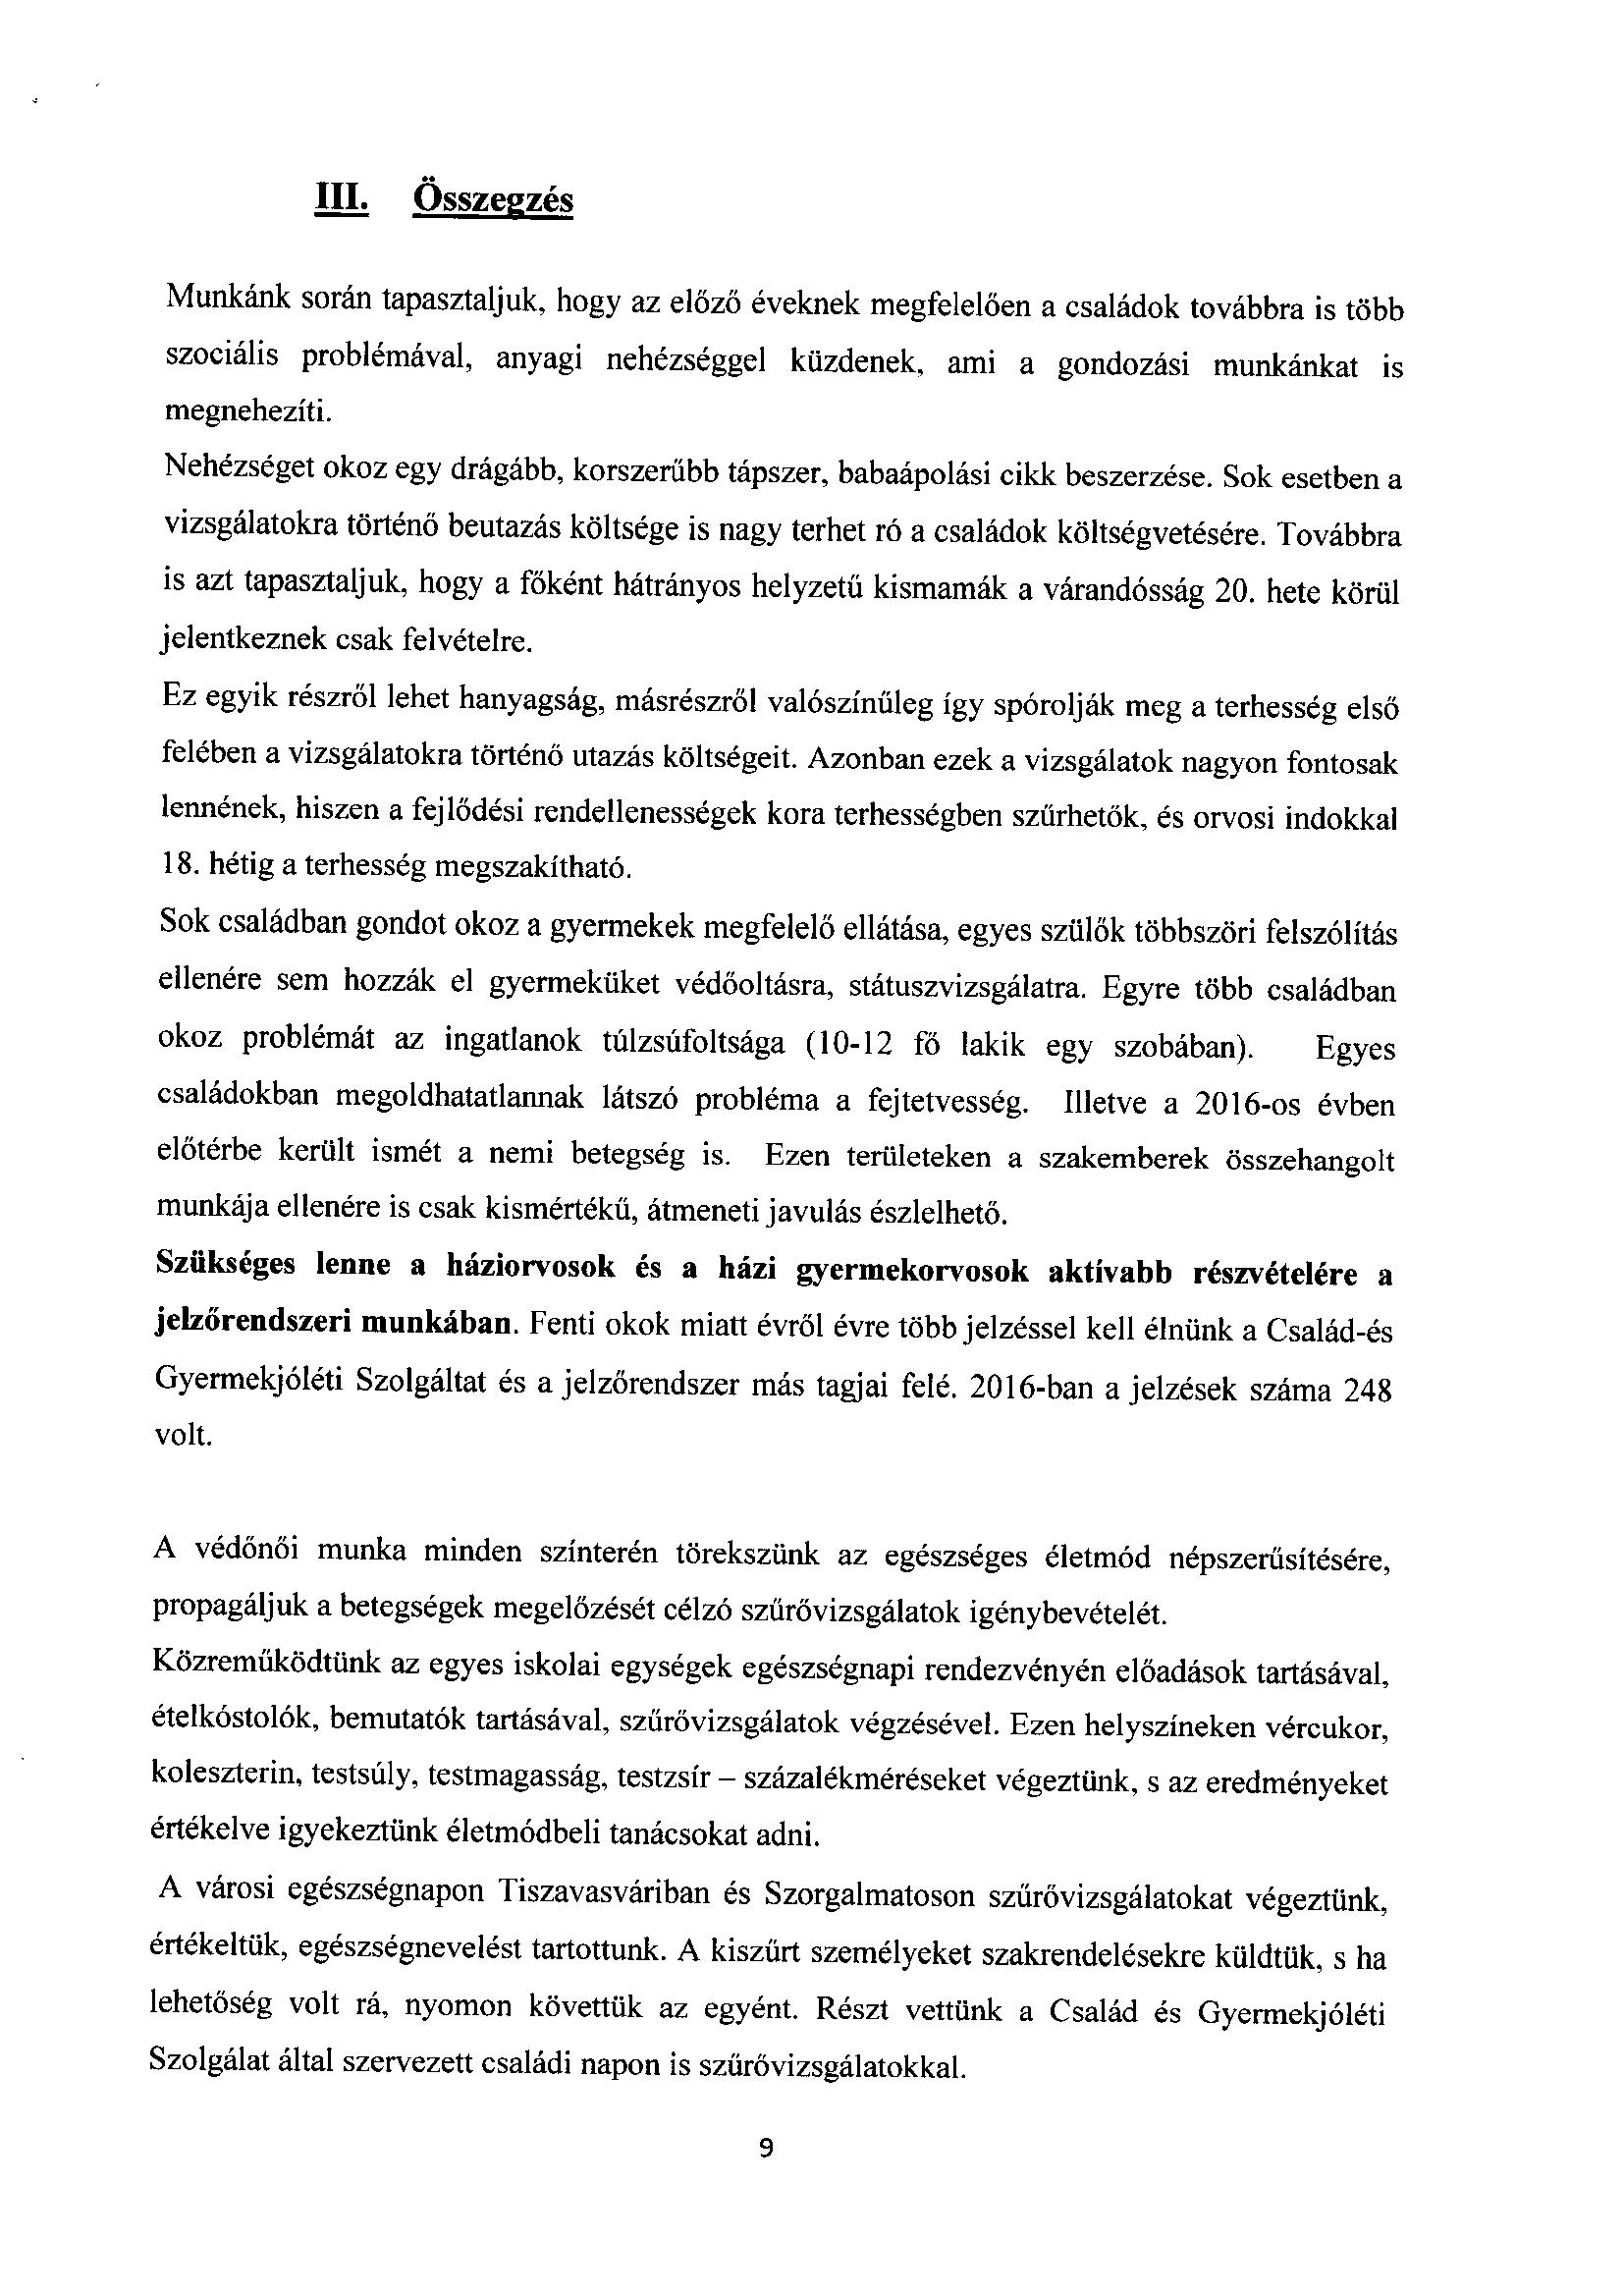 III. Összegzés
Munkánk során tapasztaljuk, hogy az előző éveknek megfelelően a családok továbbra is több
szociális problémával, anyagi nehézséggel küzdenek, ami a gondozási munkánkat is
megnehezíti.
Nehézséget okoz egy drágább, korszerűbb tápszer, babaápolási cikk beszerzése. Sok esetben a
vizsgálatokra történő beutazás költsége is nagy terhet ró a családok költségvetésére. Továbbra
is azt tapasztaljuk, hogy a főként hátrányos helyzetű kismamák a várandósság 20. hete körül
jelentkeznek csak felvételre.
Ez egyik részről lehet hanyagság, másrészről valószínűleg így spórolják meg a terhesség első
felében a vizsgálatokra történő utazás költségeit. Azonban ezek a vizsgálatok nagyon fontosak
lennének, hiszen a fejlődési rendellenességek kora terhességben szűrhetők, és orvosi indokkal
18. hétig a terhesség megszakítható.
Sok családban gondot okoz a gyermekek megfelelő ellátása, egyes szülők többszöri felszólítás
ellenére sem hozzák el gyermeküket védőoltásra, státuszvizsgálatra. Egyre több családban
okoz problémát az ingatlanok túlzsúfoltsága (10-12 fő lakik egy szobában). Egyes
családokban megoldhatatlannak látszó probléma a fejtetvesség. Illetve a 2016-os évben
előtérbe került ismét a nemi betegség is. Ezen területeken a szakemberek összehangolt
munkája ellenére is csak kismértékű, átmeneti javulás észlelhető.
Szükséges lenne a háziorvosok és a házi gyermekorvosok aktívabb részvételére a
jelzőrendszeri munkában. Fenti okok miatt évről évre több jelzéssel kell élnünk a Család-és
Gyermekjóléti Szolgáltat és a jelzőrendszer más tagjai felé. 2016-ban a jelzések száma 248
volt.
A védőnői munka minden színterén törekszünk az egészséges életmód népszerűsítésére,
propagáljuk a betegségek megelőzését célzó szűrővizsgálatok igénybevételét.
Közreműködtünk az egyes iskolai egységek egészségnapi rendezvényén előadások tartásával,
ételkóstolók, bemutatók tartásával, szűrővizsgálatok végzésével. Ezen helyszíneken vércukor,
koleszterin, testsúly, testmagasság, testzsír – százalékméréseket végeztünk, s az eredményeket
értékelve igyekeztünk életmódbeli tanácsokat adni.
A városi egészségnapon Tiszavasváriban és Szorgalmatoson szűrővizsgálatokat végeztünk,
értékeltük, egészségnevelést tartottunk. A kiszűrt személyeket szakrendelésekre küldtük, s ha
lehetőség volt rá, nyomon követtük az egyént. Részt vettünk a Család és Gyermekjóléti
Szolgálat által szervezett családi napon is szűrővizsgálatokkal.
9